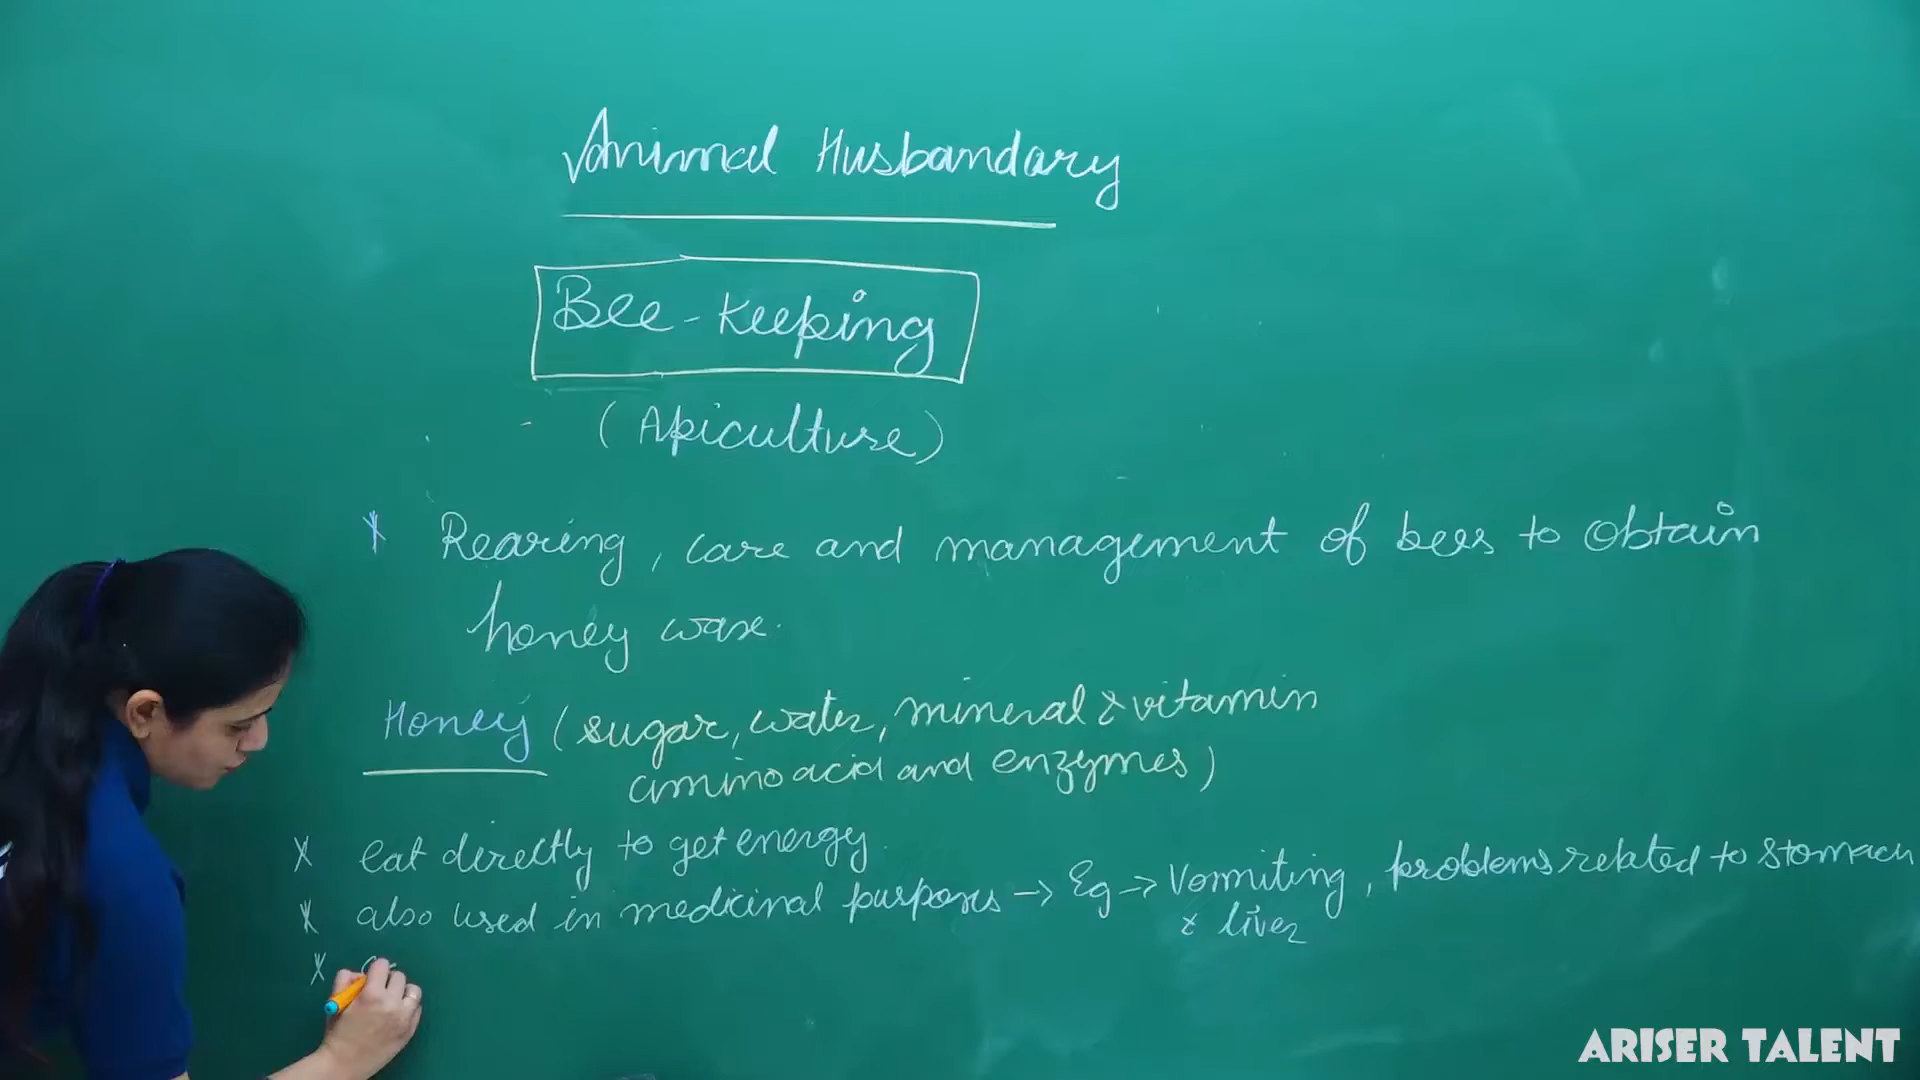 Animal Husbandary
Bee-Keeping
(Apiculture)
* Rearing, care and management of bees to obtain
honey wax.
Honey (sugar, water, mineral & vitamin
amino acid and enzymes)
* eat directly to get energy.
* also used in medicinal purposes → Eg → Vomiting, problems related to stomach
& liver
*
ARISER TALENT